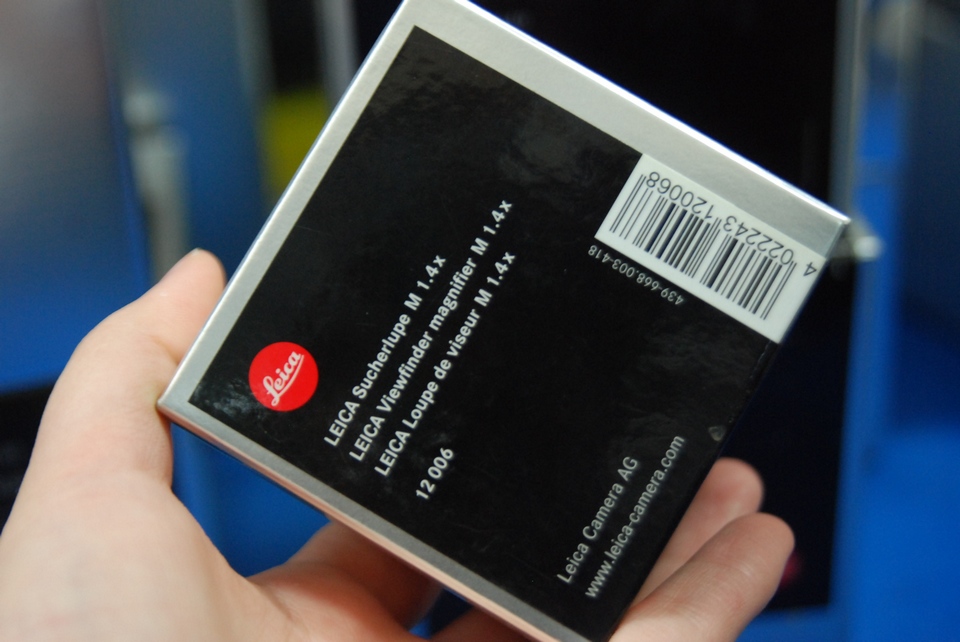 Leica
LEICA Sucherlupe M 1.4x
LEICA Viewfinder magnifier M 1.4x
LEICA Loupe de viseur M 1.4x
12 006
Leica Camera AG
www.leica-camera.com
4 022243 120068
439-668.003-418